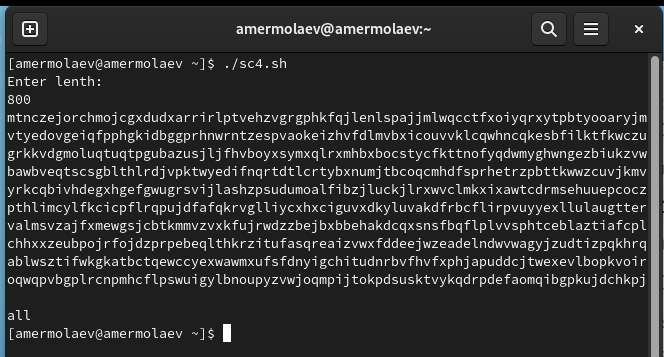 amermolaev@amermolaev:~
[amermolaev@amermolaev ~]$ ./sc4.sh
Enter lenth:
800
mtnczejorchmojcgxdudxarrirlptvehzvgrgphkfqjlenlspajjmlwqcctfxoiyqrxytpbtyooaryjm
vtyedovgeiqfpphgkidbggprhnwrntzespvaokeizhvfdlmvbxicouvvklcqwhncqkesbfilktfkwczu
grkkvdgmoluqtuqtpgubazusjljfhvboyxsymxqlrxmhbxbocstycfkttnofyqdwmyghwngezbiukzvw
bawbveqtscsgblthlrdjvpktwyedifnqrtdtlcrtybxnumjtbcoqcmhdfsprhetrzpbttkwwzcuvjkmv
yrkcqbivhdegxhgefgwugrsvijlashzpsudumoalfibzjluckjlrxwvclmkxixawtcdrmsehuuepcocz
pthlimcylfkcicpflrqpujdfafqkrvglliycxhxciguvxdkyluvakdfrbcflirpvuyyexllulaugtter
valmsvzajfxmewgsjcbtkmmvzvxkfujrwdzzbejbxbbehakdcqxsnsfbqflplvvsphtceblaztiafcpl
chhxxzeubpojrfojdzprpebeqlthkrzitufasqreaizvwxfddeejwzeadelndwvwagyjzudtizpqkhrq
ablwsztifwkgkatbctqewccyexwawmxufsfdnyigchitudnrbvfhvfxphjapuddcjtwexevlbopkvoir
oqwqpvbgplrcnpmhcflpswuigylbnoupyzvwjoqmpijtokpdsusktvykqdrpdefaomqibgpkujdchkpj
all
[amermolaev@amermolaev ~]$